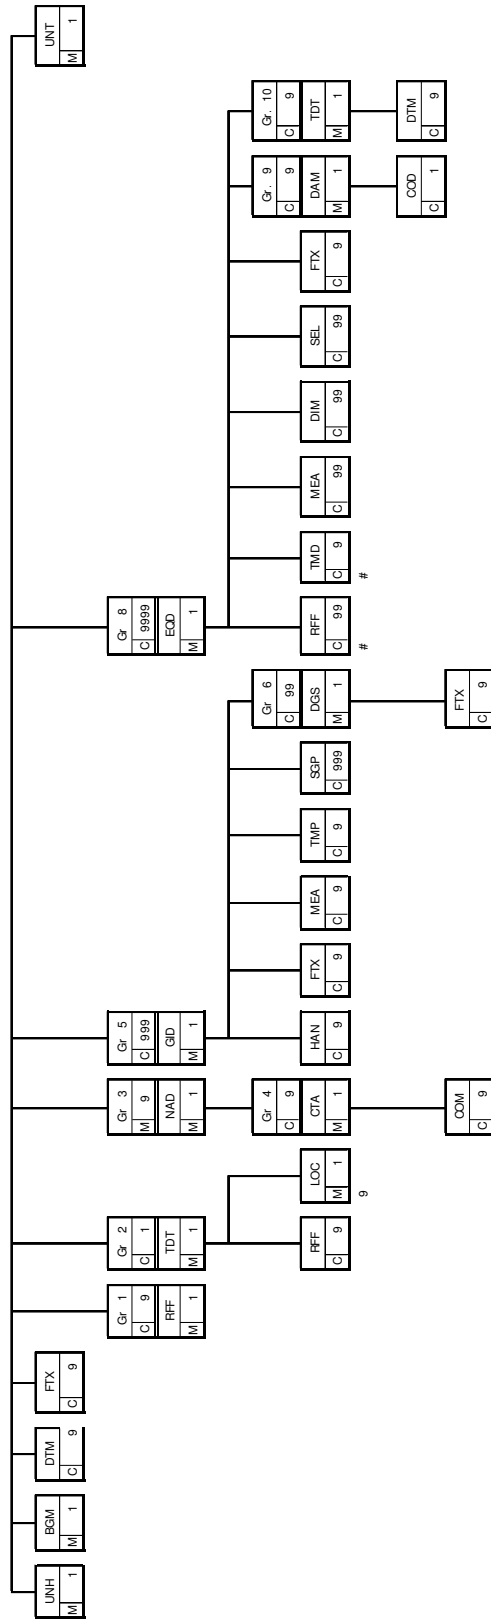 UNH
M 1
BGM
M 1
DTM
C 9
FTX
C 9
UNT
M 1
Gr 1
C 9
RFF
M 1
Gr 2
C 1
TDT
M 1
Gr 3
M 9
NAD
M 1
Gr 5
C 999
GID
M 1
Gr 8
C 9999
EQD
M 1
RFF
C 9
LOC
M 1
9
Gr 4
C 9
CTA
M 1
HAN
C 9
FTX
C 9
MEA
C 9
TMP
C 9
SGP
C 999
Gr 6
C 99
DGS
M 1
RFF
C 99
#
TMD
C 9
#
MEA
C 99
DIM
C 99
SEL
C 99
FTX
C 9
Gr. 9
C 9
DAM
M 1
Gr. 10
C 9
TDT
M 1
COD
C 1
DTM
C 9
COM
C 9
FTX
C 9